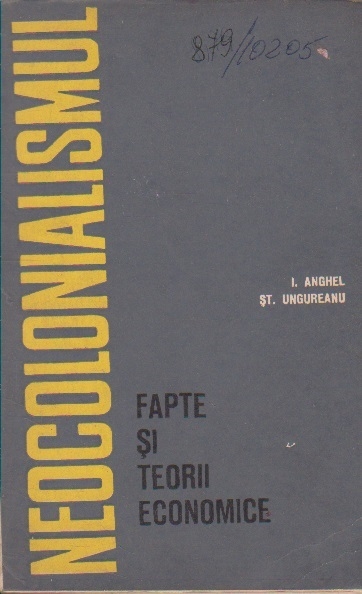 879/10205
NEOCOLONIALISMUL
I. ANGHEL
ŞT. UNGUREANU
FAPTE
ŞI
TEORII
ECONOMICE